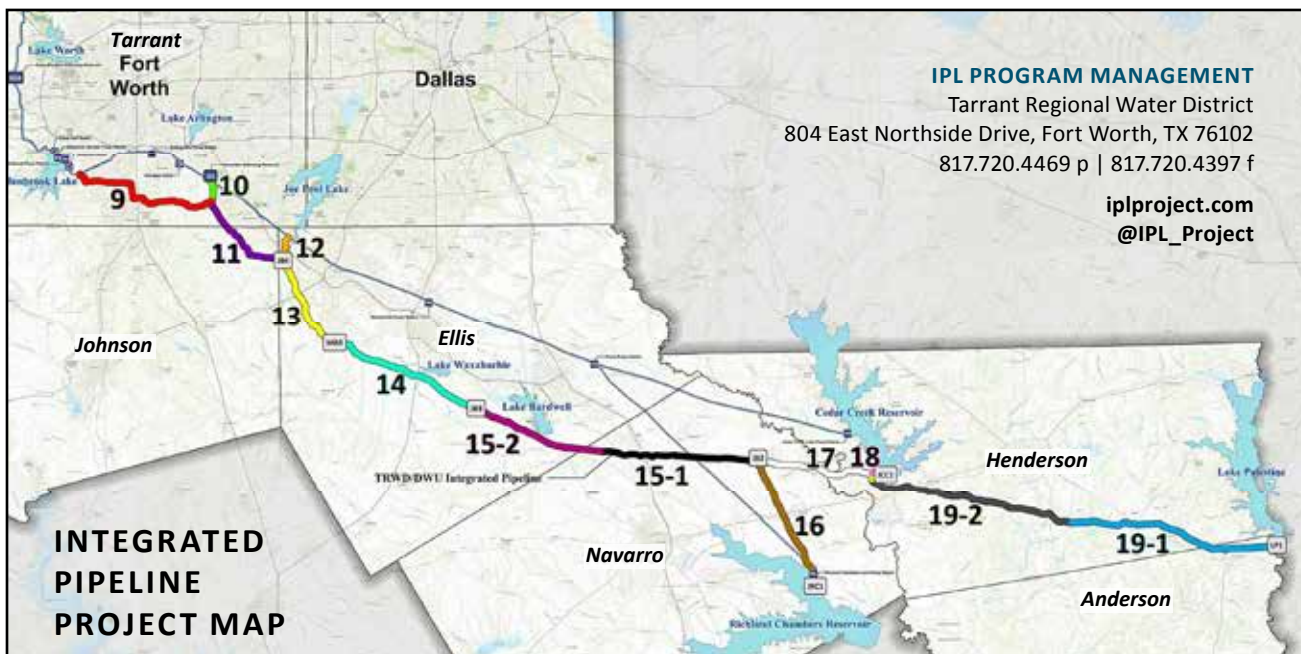 Tarrant
Fort
Worth
Dallas
Lake Worth
Lake Arlington
IPL PROGRAM MANAGEMENT
Tarrant Regional Water District
804 East Northside Drive, Fort Worth, TX 76102
817.720.4469 p | 817.720.4397 f
iplproject.com
@IPL_Project
Joe Pool Lake
9
10
11
12
13
Johnson
Ellis
14
Lake Waxahachie
Lake Bardwell
15-2
TRWD/DWU Integrated Pipeline
15-1
Cedar Creek Reservoir
17
18
Henderson
Lake Palestine
19-2
19-1
16
Navarro
Anderson
Richland Chambers Reservoir
INTEGRATED
PIPELINE
PROJECT MAP